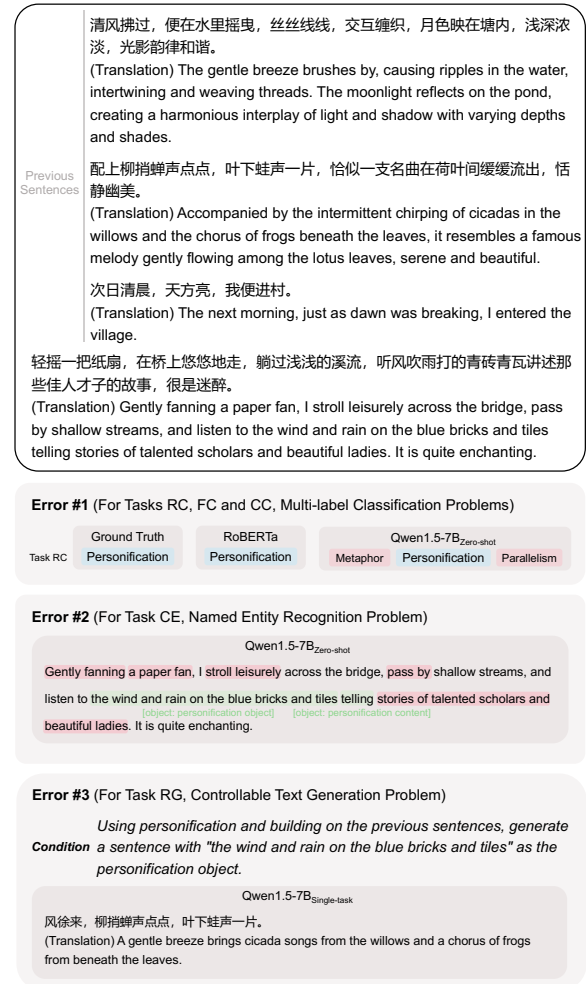 清风拂过，便在水里摇曳，丝丝线线，交互缠织，月色映在塘内，浅深浓
淡，光影韵律和谐。
(Translation) The gentle breeze brushes by, causing ripples in the water,
intertwining and weaving threads. The moonlight reflects on the pond,
creating a harmonious interplay of light and shadow with varying depths
and shades.
Previous
Sentences
配上柳捎蝉声点点，叶下蛙声一片，恰似一支名曲在荷叶间缓缓流出，恬
静幽美。
(Translation) Accompanied by the intermittent chirping of cicadas in the
willows and the chorus of frogs beneath the leaves, it resembles a famous
melody gently flowing among the lotus leaves, serene and beautiful.
次日清晨，天方亮，我便进村。
(Translation) The next morning, just as dawn was breaking, I entered the
village.
轻摇一把纸扇，在桥上悠悠地走，躺过浅浅的溪流，听风吹雨打的青砖青瓦讲述那
些佳人才子的故事，很是迷醉。
(Translation) Gently fanning a paper fan, I stroll leisurely across the bridge, pass
by shallow streams, and listen to the wind and rain on the blue bricks and tiles
telling stories of talented scholars and beautiful ladies. It is quite enchanting.
Error #1 (For Tasks RC, FC and CC, Multi-label Classification Problems)
Ground Truth RoBERTa Qwen1.5-7BZero-shot
Task RC Personification Personification Metaphor Personification Parallelism
Error #2 (For Task CE, Named Entity Recognition Problem)
Qwen1.5-7BZero-shot
Gently fanning a paper fan, I stroll leisurely across the bridge, pass by shallow streams, and
listen to the wind and rain on the blue bricks and tiles telling stories of talented scholars and
[object: personification object] [object: personification content]
beautiful ladies. It is quite enchanting.
Error #3 (For Task RG, Controllable Text Generation Problem)
Using personification and building on the previous sentences, generate
Condition a sentence with "the wind and rain on the blue bricks and tiles" as the
personification object.
Qwen1.5-7BSingle-task
风徐来，柳捎蝉声点点，叶下蛙声一片。
(Translation) A gentle breeze brings cicada songs from the willows and a chorus of frogs
from beneath the leaves.